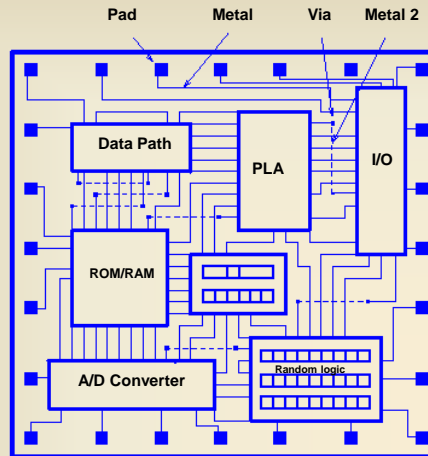 Pad Metal Via Metal 2
Data Path
PLA
I/O
ROM/RAM
A/D Converter
Random logic